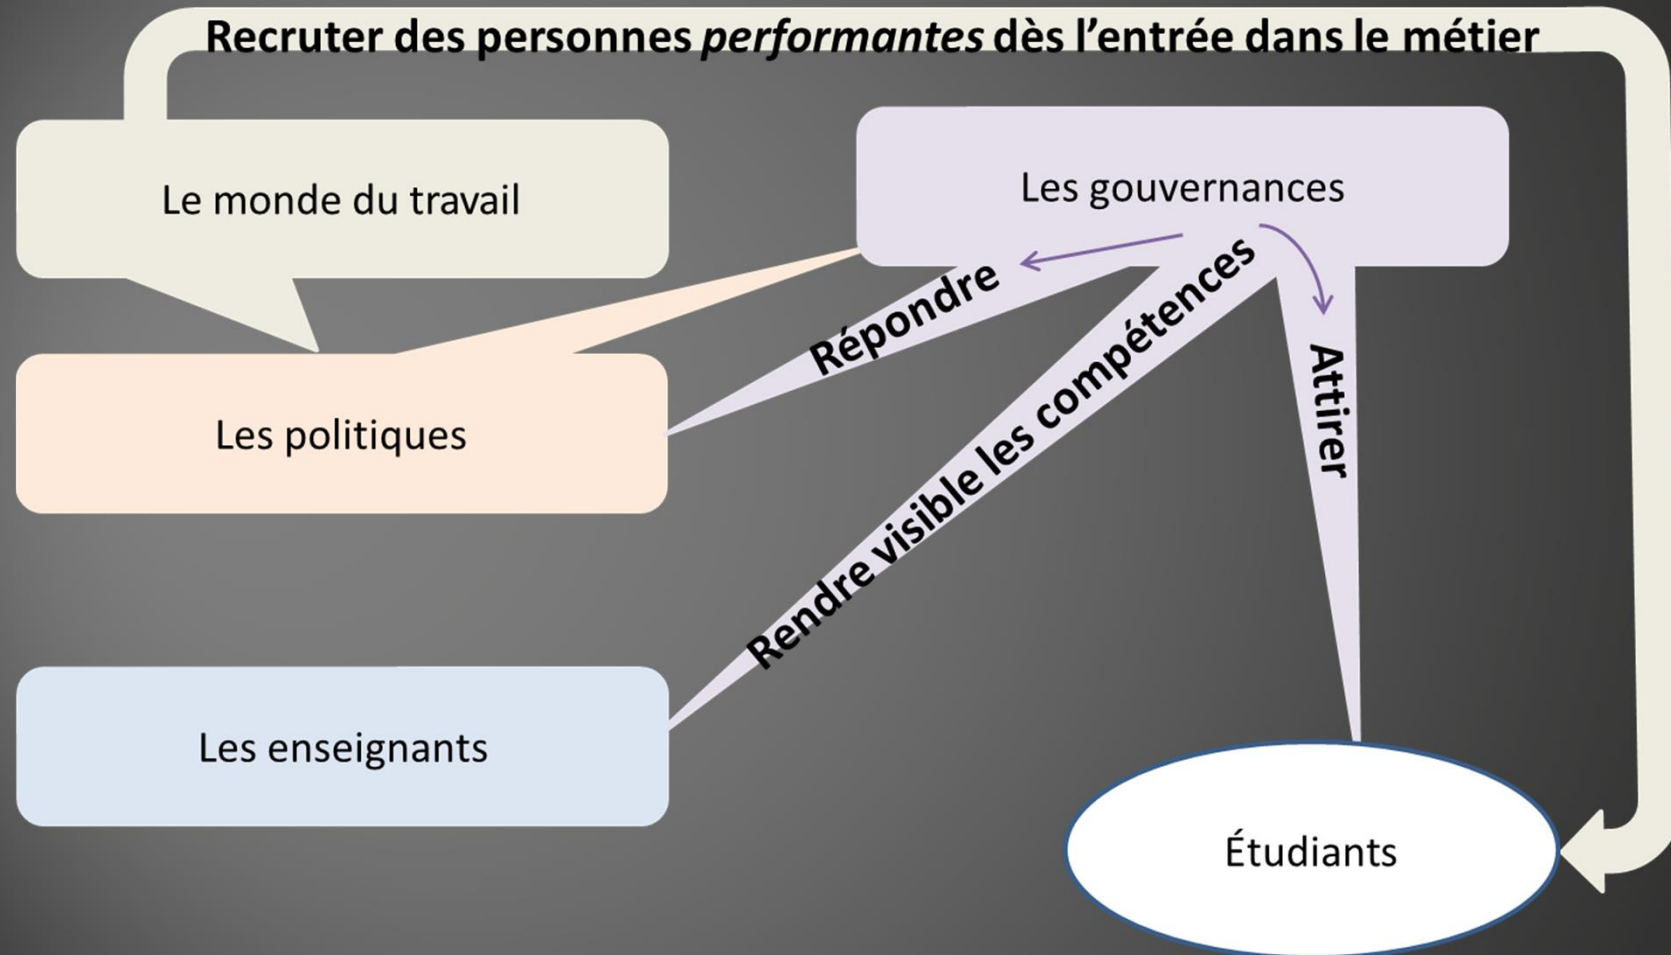 Recruter des personnes performantes dès l’entrée dans le métier
Le monde du travail
Les gouvernances
Répondre
Rendre visible les compétences
Attirer
Les politiques
Les enseignants
Étudiants